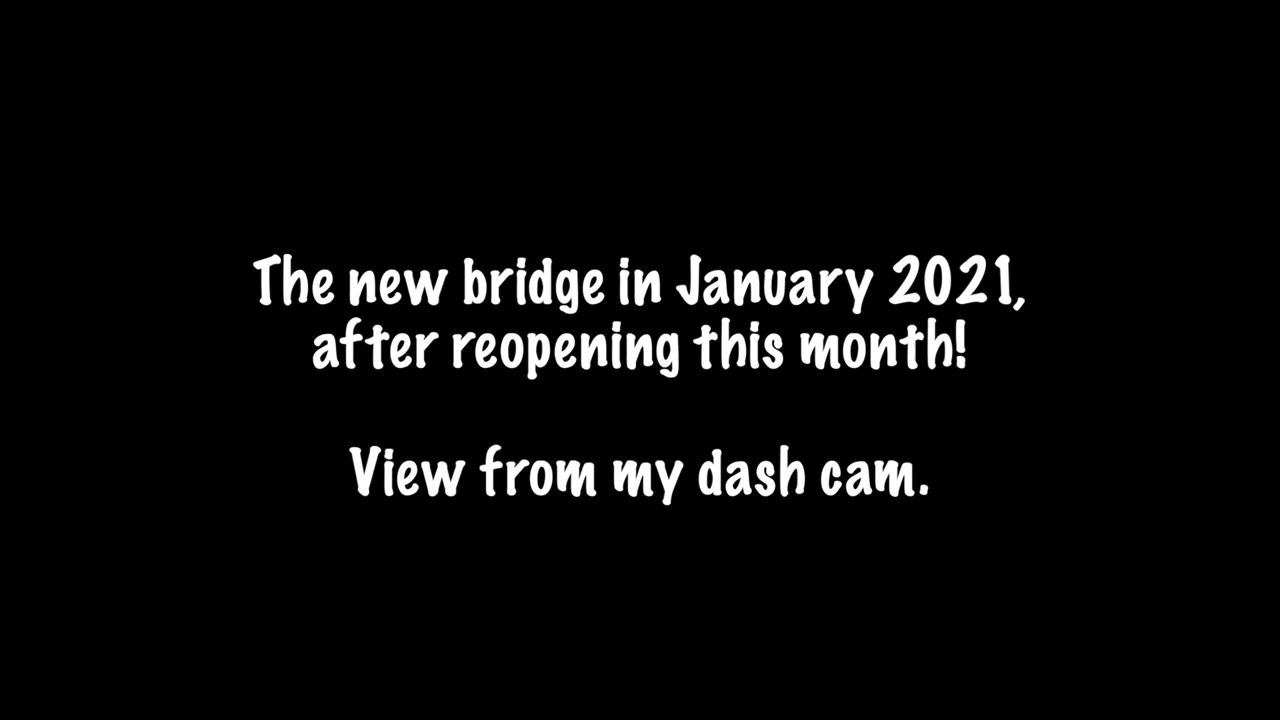 The new bridge in January 2021,
after reopening this month!
View from my dash cam.